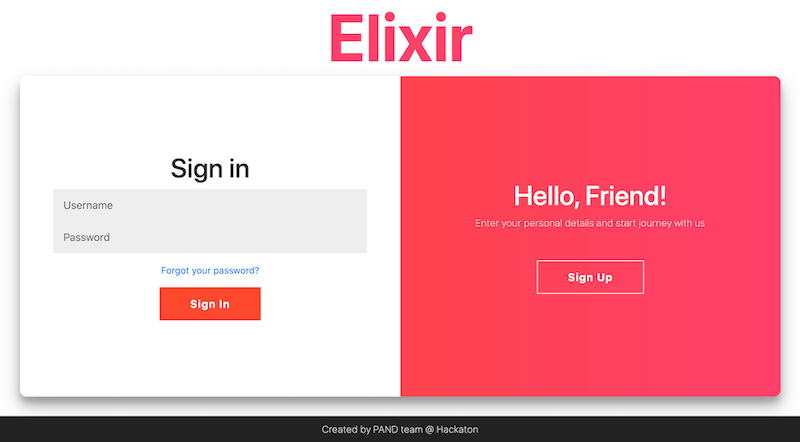 Elixir
Sign in
Username
Password
Forgot your password?
Sign In
Hello, Friend!
Enter your personal details and start journey with us
Sign Up
Created by PAND team @ Hackaton